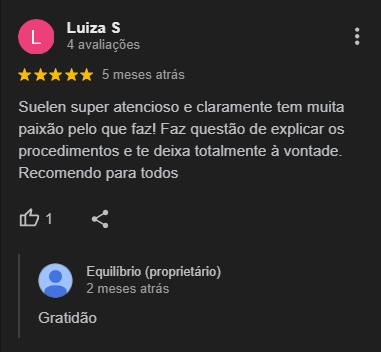 L
Luiza S
4 avaliações
5 meses atrás
Suelen super atencioso e claramente tem muita
paixão pelo que faz! Faz questão de explicar os
procedimentos e te deixa totalmente à vontade.
Recomendo para todos
1
Equilíbrio (proprietário)
2 meses atrás
Gratidão